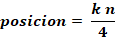 posicion = k n / 4